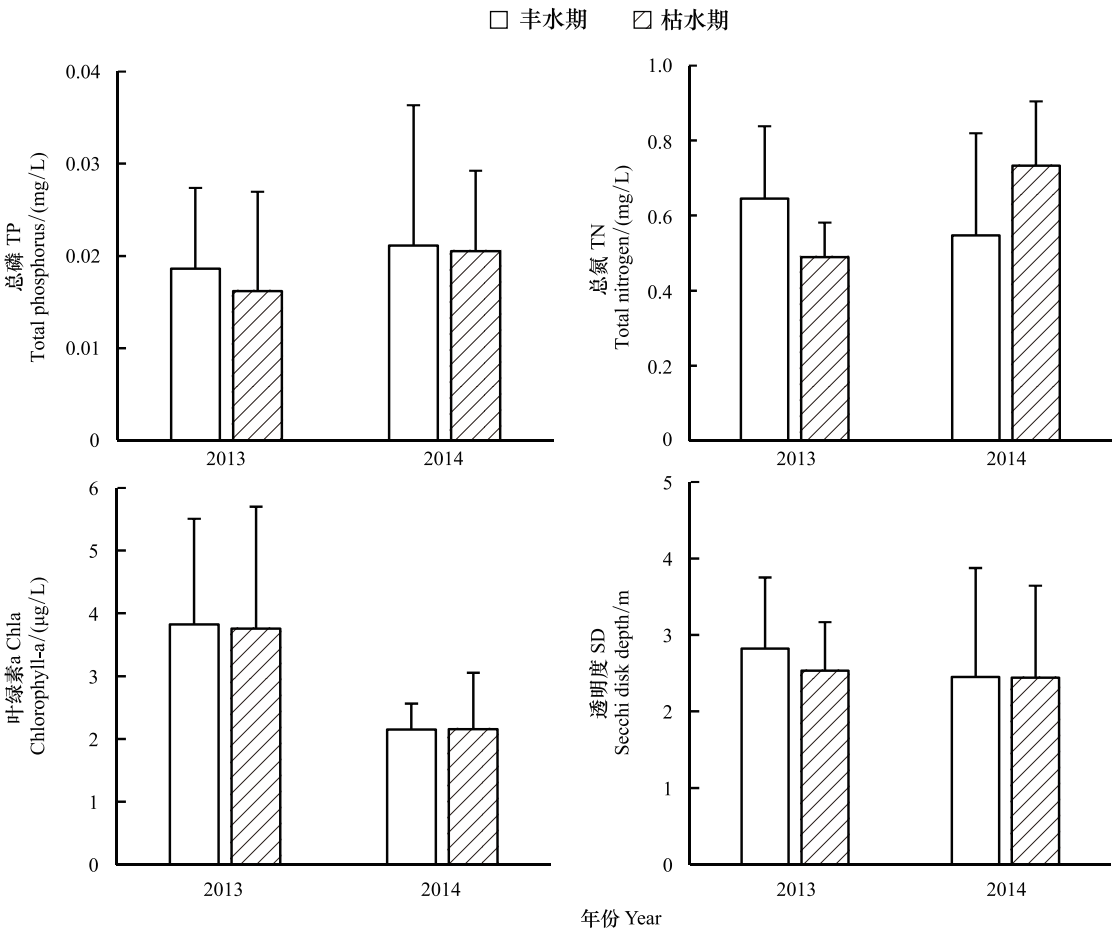 丰水期 枯水期
0.04
0.03
0.02
0.01
0
总磷 TP
Total phosphorus/(mg/L)
2013 2014
1.0
0.8
0.6
0.4
0.2
0
总氮 TN
Total nitrogen/(mg/L)
2013 2014
6
5
4
3
2
1
0
叶绿素a Chla
Chlorophyll-a/(μg/L)
2013 2014
5
4
3
2
1
0
透明度 SD
Secchi disk depth/m
2013 2014
年份 Year